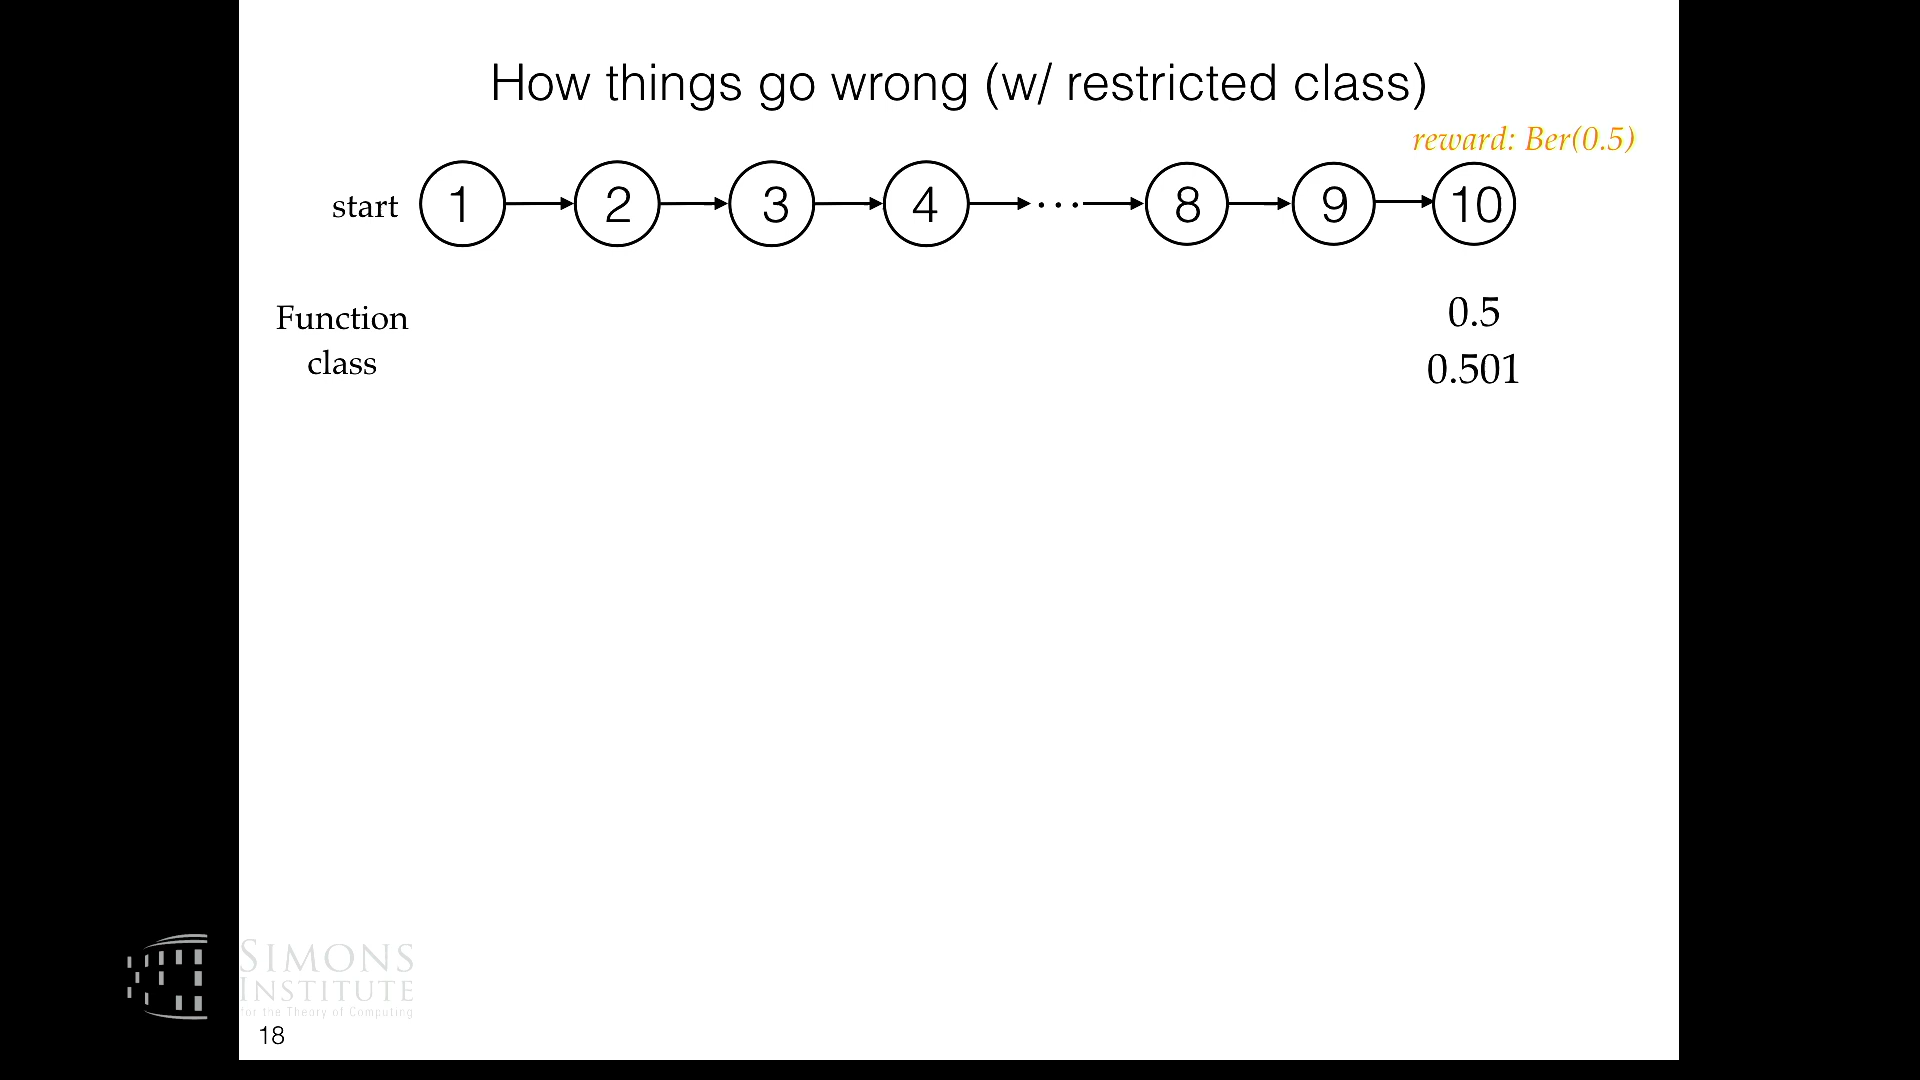 How things go wrong (w/ restricted class)
reward: Ber(0.5)
start 1 2 3 4 ... 8 9 10
Function class
0.5
0.501
SIMONS
INSTITUTE
for the Theory of Computing
18